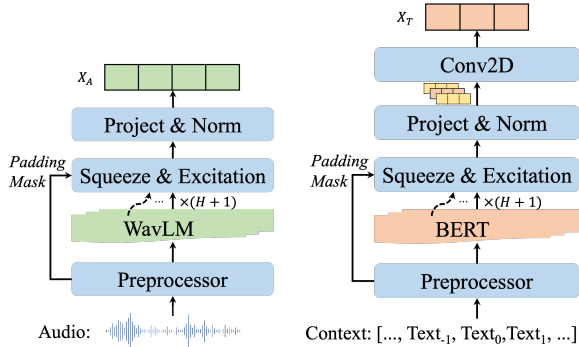 X_A
Project & Norm
Padding
Mask
Squeeze & Excitation
... ×(H + 1)
WavLM
Preprocessor
Audio:
X_T
Conv2D
Project & Norm
Padding
Mask
Squeeze & Excitation
... ×(H + 1)
BERT
Preprocessor
Context: [..., Text_-1, Text_0,Text_1, ...]